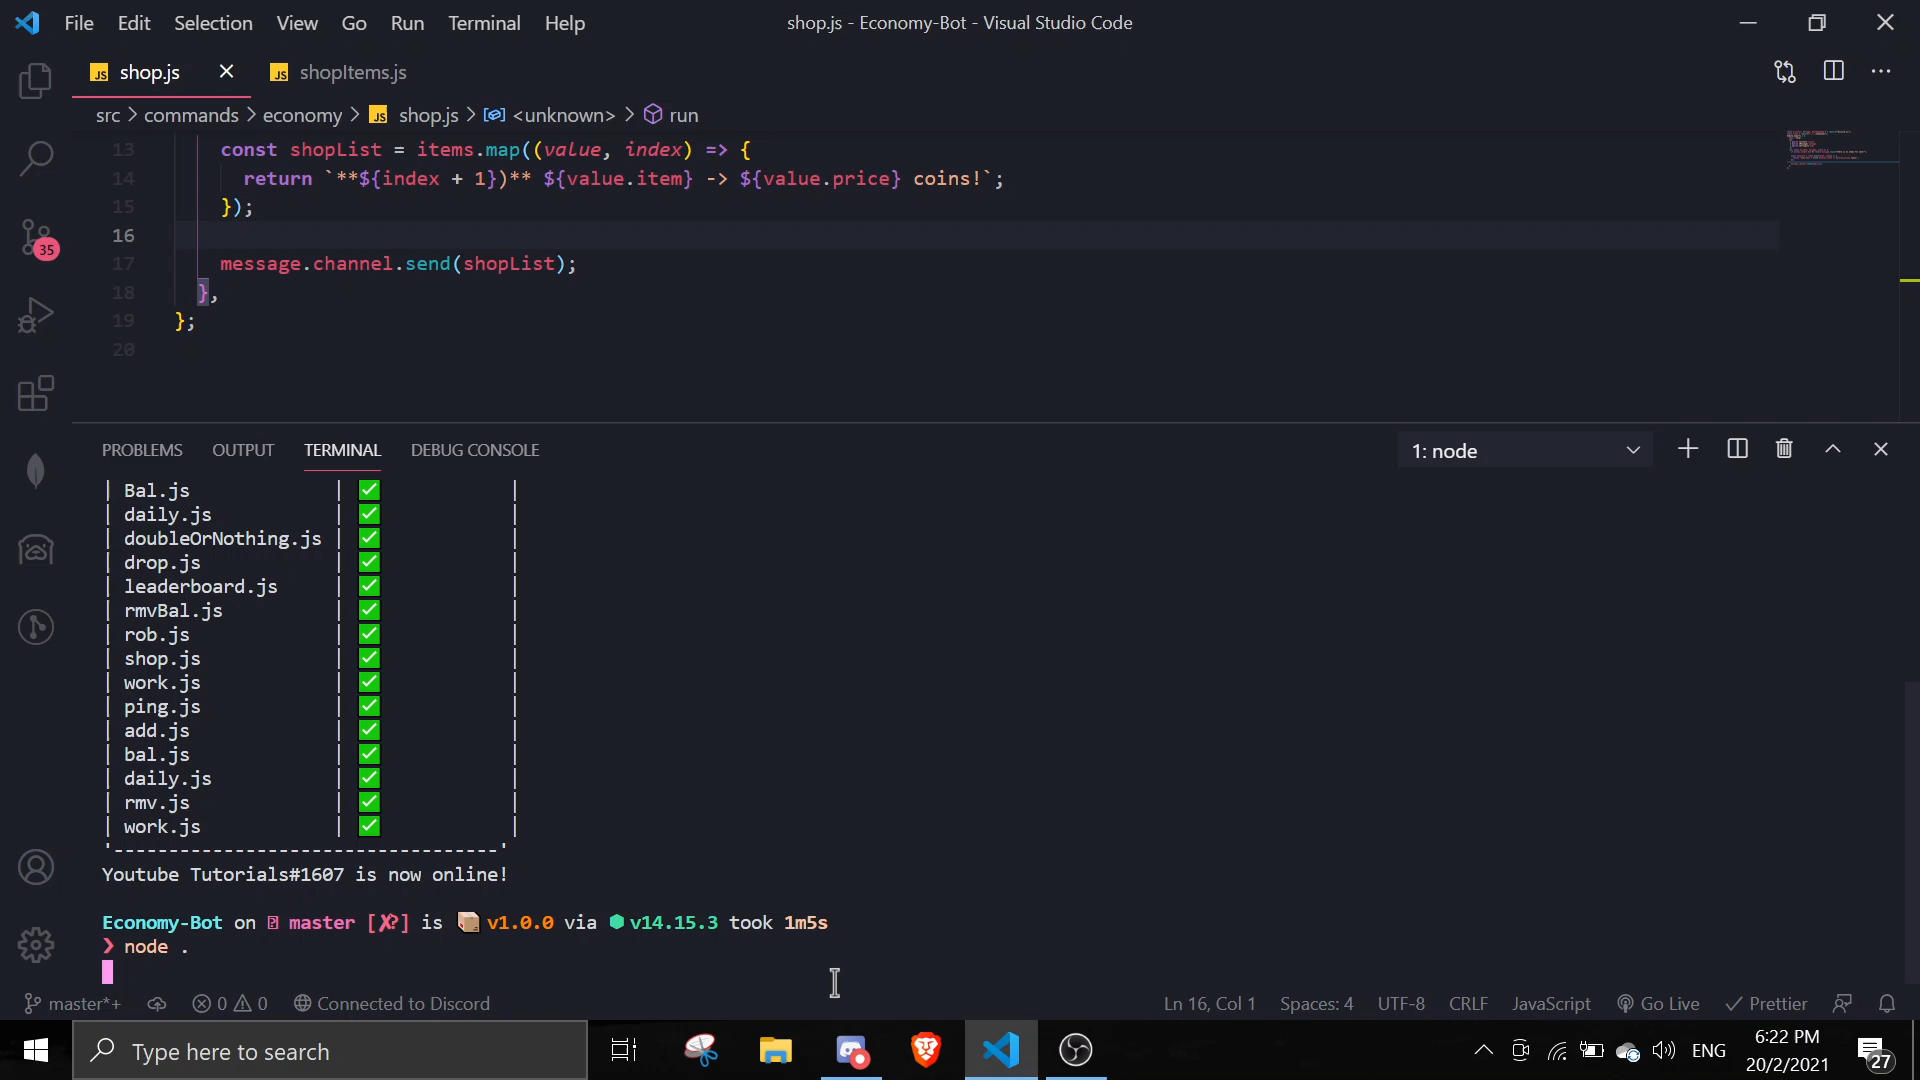 File Edit Selection View Go Run Terminal Help shop.js - Economy-Bot - Visual Studio Code
JS shop.js JS shopItems.js
src > commands > economy > JS shop.js > <unknown> > run
13 const shopList = items.map((value, index) => {
14 return `**${index + 1})** ${value.item} -> ${value.price} coins!`;
15 });
16
17 message.channel.send(shopList);
18 },
19 };
20
35
PROBLEMS OUTPUT TERMINAL DEBUG CONSOLE 1: node
| Bal.js | ✅ |
| daily.js | ✅ |
| doubleOrNothing.js | ✅ |
| drop.js | ✅ |
| leaderboard.js | ✅ |
| rmvBal.js | ✅ |
| rob.js | ✅ |
| shop.js | ✅ |
| work.js | ✅ |
| ping.js | ✅ |
| add.js | ✅ |
| bal.js | ✅ |
| daily.js | ✅ |
| rmv.js | ✅ |
| work.js | ✅ |
'-----------------------------------'
Youtube Tutorials#1607 is now online!
Economy-Bot on master [✗?] is 📦 v1.0.0 via ⬢ v14.15.3 took 1m5s
❯ node .
master*+ 0 0 Connected to Discord Ln 16, Col 1 Spaces: 4 UTF-8 CRLF JavaScript Go Live Prettier
Type here to search ENG 6:22 PM
20/2/2021 27